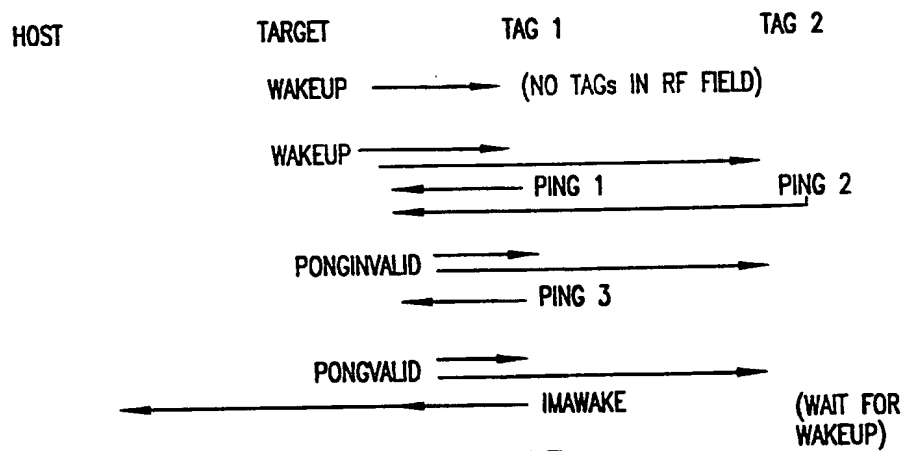 HOST TARGET TAG 1 TAG 2
WAKEUP (NO TAGs IN RF FIELD)
WAKEUP
PING 1 PING 2
PONGINVALID
PING 3
PONGVALID
IMAWAKE (WAIT FOR
WAKEUP)